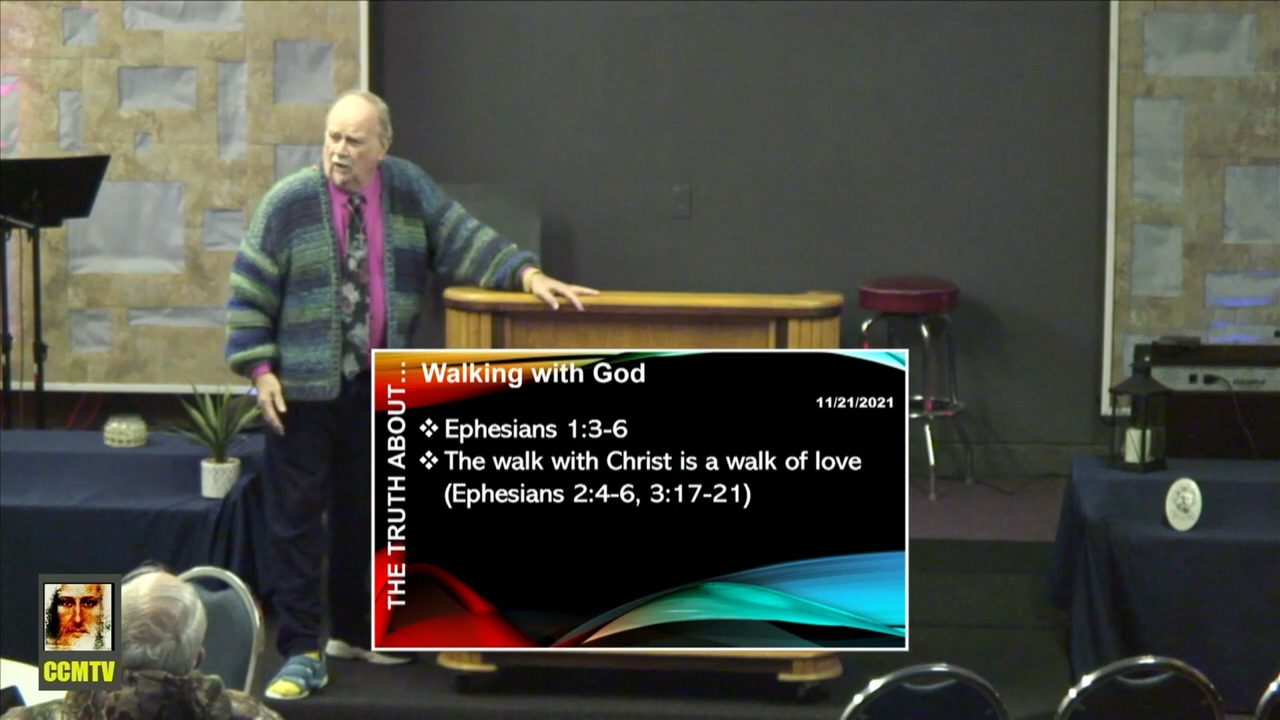 THE TRUTH ABOUT...
Walking with God
11/21/2021
❖ Ephesians 1:3-6
❖ The walk with Christ is a walk of love
(Ephesians 2:4-6, 3:17-21)
CCMTV